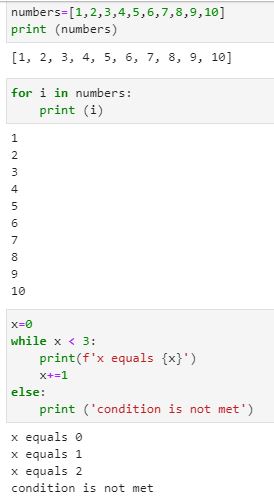 numbers=[1,2,3,4,5,6,7,8,9,10]
print (numbers)
[1, 2, 3, 4, 5, 6, 7, 8, 9, 10]
for i in numbers:
    print (i)
1
2
3
4
5
6
7
8
9
10
x=0
while x < 3:
    print(f'x equals {x}')
    x+=1
else:
    print ('condition is not met')
x equals 0
x equals 1
x equals 2
condition is not met